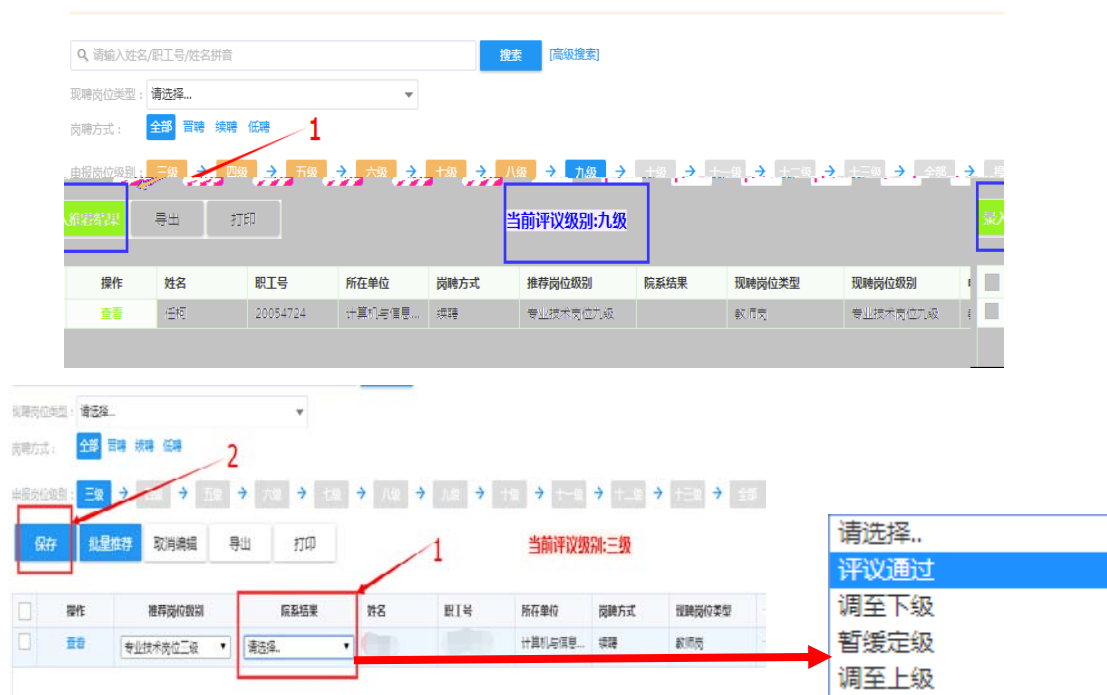 请输入姓名/职工号/姓名拼音 搜索 [高级搜索]
现聘岗位类型： 请选择...
岗聘方式： 全部 晋聘 续聘 低聘
1
申报岗位级别： 三级 → 四级 → 五级 → 六级 → 七级 → 八级 → 九级 → 十级 → 十一级 → 十二级 → 十三级 → 全部 →
入推荐结果 导出 打印 当前评议级别:九级 录入
操作 姓名 职工号 所在单位 岗聘方式 推荐岗位级别 院系结果 现聘岗位类型 现聘岗位级别
查看 任柯 20054724 计算机与信息... 续聘 专业技术岗位九级 教师岗 专业技术岗位九级
现聘岗位类型： 请选择...
岗聘方式： 全部 晋聘 续聘 低聘
2
申报岗位级别： 三级 → 四级 → 五级 → 六级 → 七级 → 八级 → 九级 → 十级 → 十一级 → 十二级 → 十三级 → 全部
保存 批量推荐 取消编辑 导出 打印 1 当前评议级别:三级
操作 推荐岗位级别 院系结果 姓名 职工号 所在单位 岗聘方式 现聘岗位类型
查看 专业技术岗位三级 请选择.. 计算机与信息... 续聘 教师岗
请选择..
评议通过
调至下级
暂缓定级
调至上级